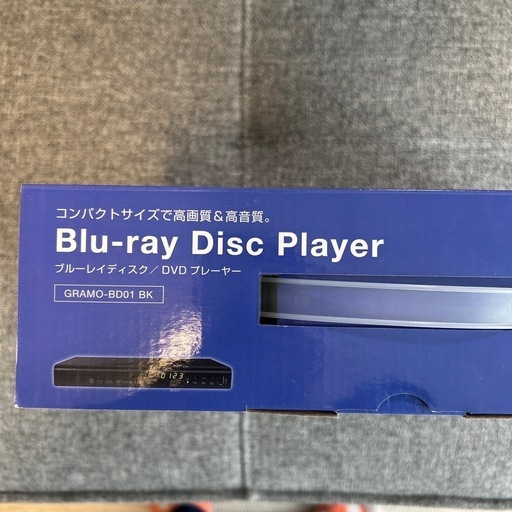 コンパクトサイズで高画質＆高音質。
Blu-ray Disc Player
ブルーレイディスク／DVD プレーヤー
GRAMO-BD01 BK
0123